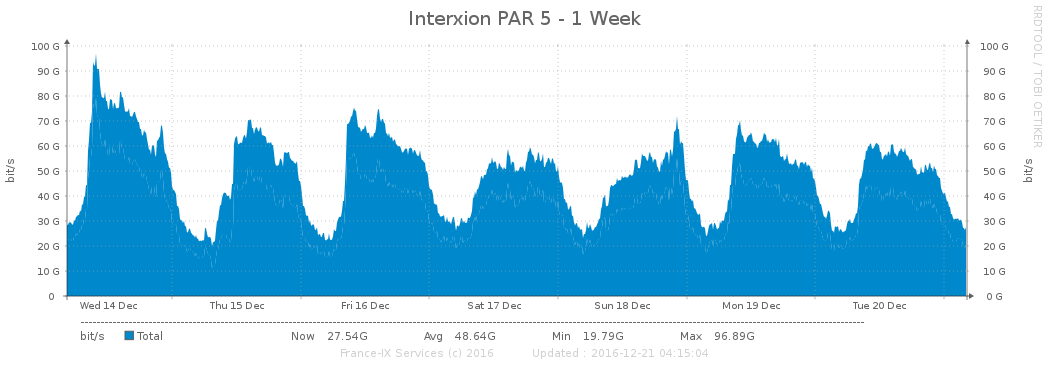 Interxion PAR 5 - 1 Week
RRDTOOL / TOBI OETIKER
bit/s
bit/s
100 G 100 G
90 G 90 G
80 G 80 G
70 G 70 G
60 G 60 G
50 G 50 G
40 G 40 G
30 G 30 G
20 G 20 G
10 G 10 G
0 0 G
Wed 14 Dec Thu 15 Dec Fri 16 Dec Sat 17 Dec Sun 18 Dec Mon 19 Dec Tue 20 Dec
bit/s Total Now 27.54G Avg 48.64G Min 19.79G Max 96.89G
France-IX Services (c) 2016 Updated : 2016-12-21 04:15:04